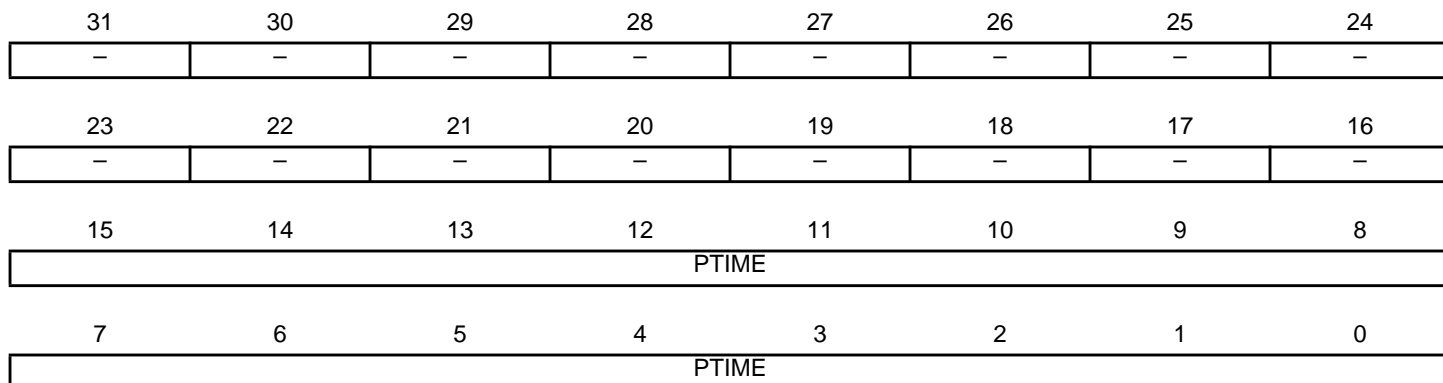 31 30 29 28 27 26 25 24
– – – – – – – –
23 22 21 20 19 18 17 16
– – – – – – – –
15 14 13 12 11 10 9 8
PTIME
7 6 5 4 3 2 1 0
PTIME